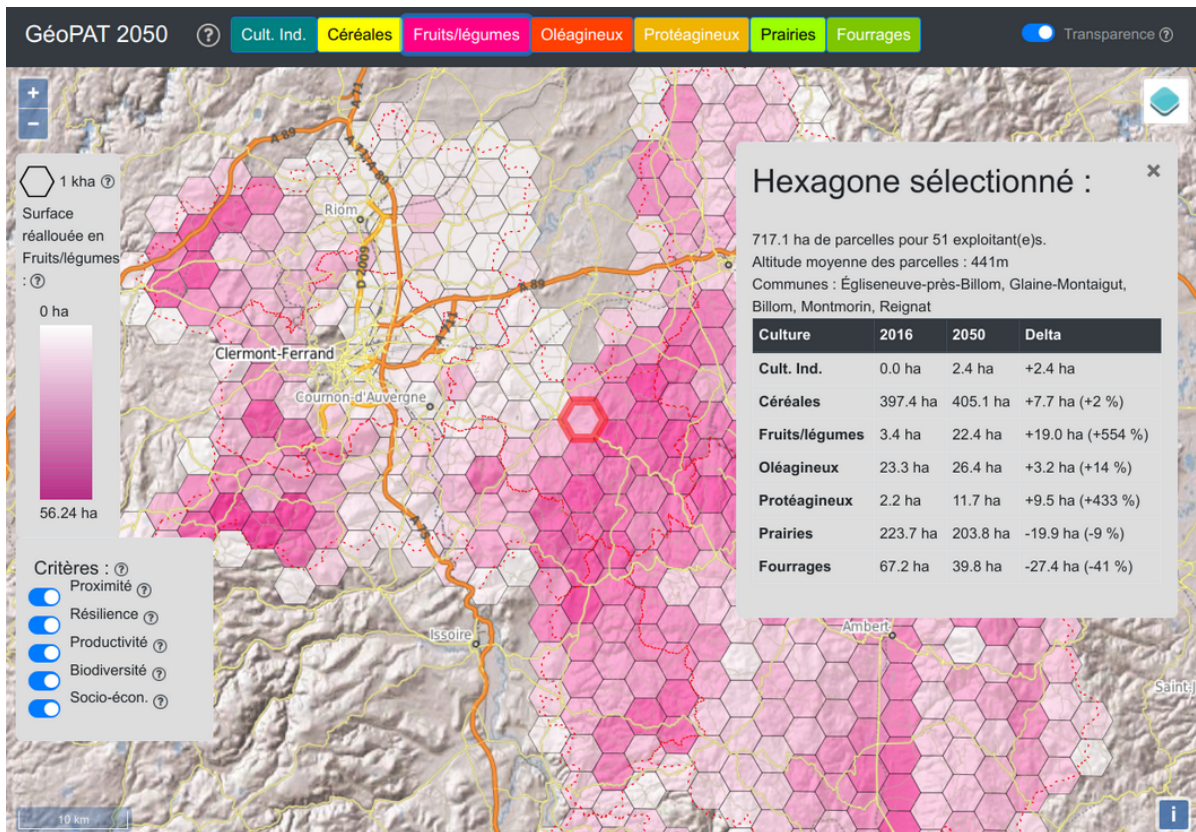 GéoPAT 2050 ? Cult. Ind. Céréales Fruits/légumes Oléagineux Protéagineux Prairies Fourrages Transparence ?
+
−
1 kha ?
Surface
réallouée en
Fruits/légumes
: ?
0 ha
56.24 ha
Critères : ?
Proximité ?
Résilience ?
Productivité ?
Biodiversité ?
Socio-écon. ?
10 km
A 71
A 89
Riom
D 2009
A 89
A 711
Clermont-Ferrand
Cournon-d'Auvergne
A 75
Issoire
Ambert
Saint-
Hexagone sélectionné :
×
717.1 ha de parcelles pour 51 exploitant(e)s.
Altitude moyenne des parcelles : 441m
Communes : Égliseneuve-près-Billom, Glaine-Montaigut,
Billom, Montmorin, Reignat
Culture 2016 2050 Delta
Cult. Ind. 0.0 ha 2.4 ha +2.4 ha
Céréales 397.4 ha 405.1 ha +7.7 ha (+2 %)
Fruits/légumes 3.4 ha 22.4 ha +19.0 ha (+554 %)
Oléagineux 23.3 ha 26.4 ha +3.2 ha (+14 %)
Protéagineux 2.2 ha 11.7 ha +9.5 ha (+433 %)
Prairies 223.7 ha 203.8 ha -19.9 ha (-9 %)
Fourrages 67.2 ha 39.8 ha -27.4 ha (-41 %)
i